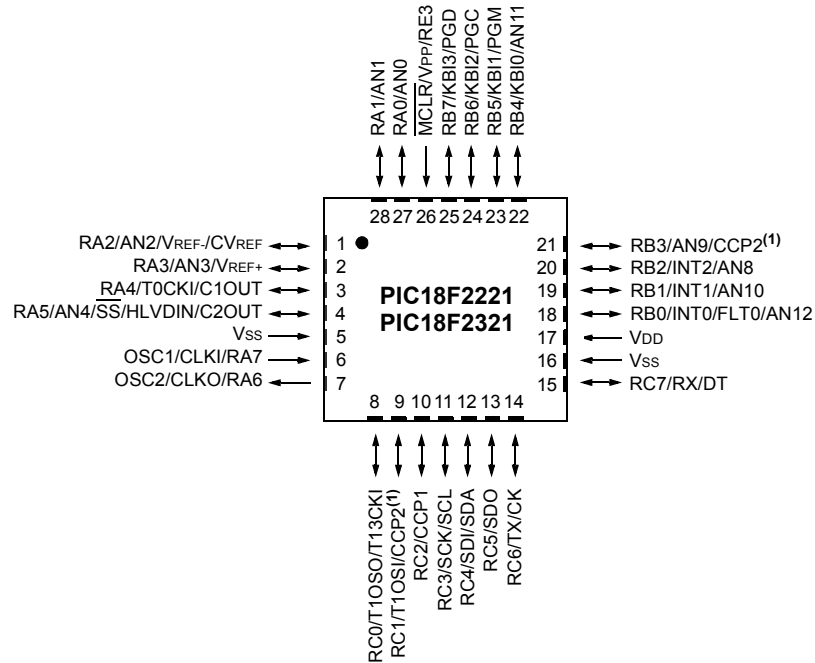 RA1/AN1
RA0/AN0
MCLR/VPP/RE3
RB7/KBI3/PGD
RB6/KBI2/PGC
RB5/KBI1/PGM
RB4/KBI0/AN11
28 27 26 25 24 23 22
RA2/AN2/VREF-/CVREF
RA3/AN3/VREF+
RA4/T0CKI/C1OUT
RA5/AN4/SS/HLVDIN/C2OUT
VSS
OSC1/CLKI/RA7
OSC2/CLKO/RA6
1
2
3
4
5
6
7
PIC18F2221
PIC18F2321
21
20
19
18
17
16
15
RB3/AN9/CCP2(1)
RB2/INT2/AN8
RB1/INT1/AN10
RB0/INT0/FLT0/AN12
VDD
VSS
RC7/RX/DT
8 9 10 11 12 13 14
RC0/T1OSO/T13CKI
RC1/T1OSI/CCP2(1)
RC2/CCP1
RC3/SCK/SCL
RC4/SDI/SDA
RC5/SDO
RC6/TX/CK